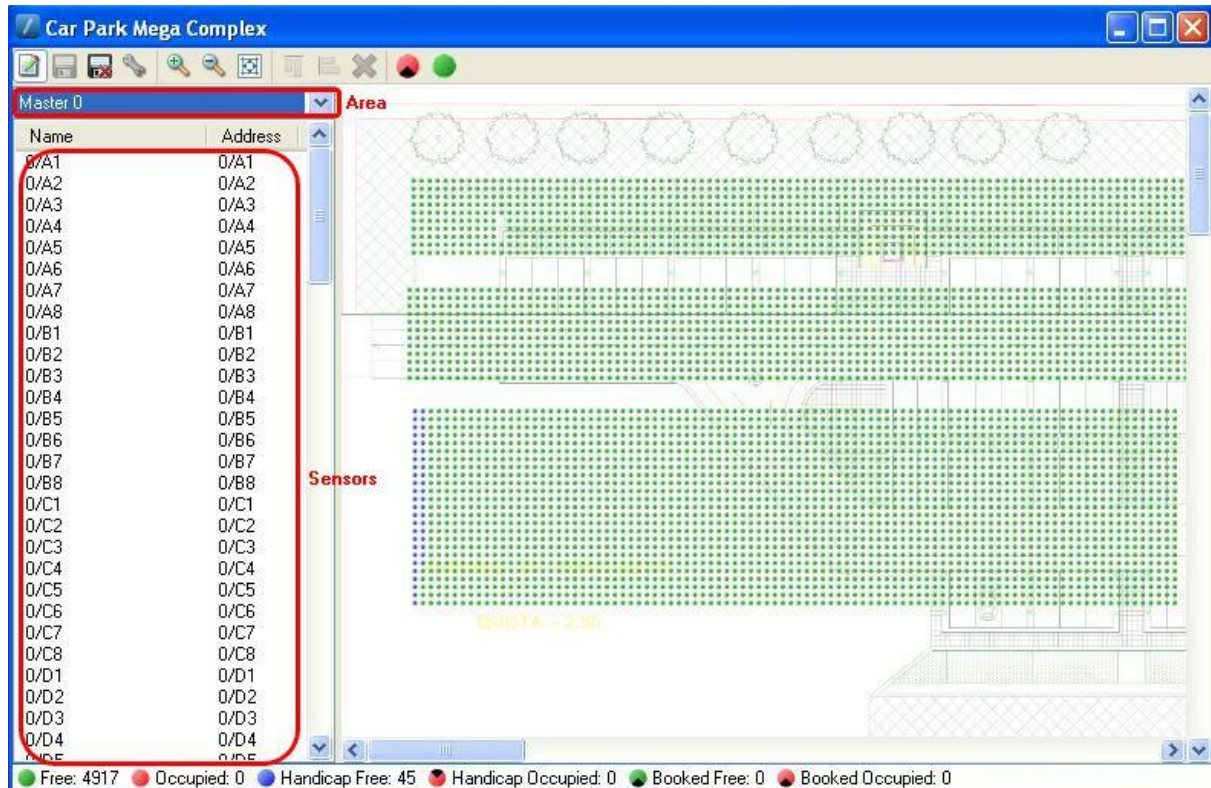 Car Park Mega Complex
Master 0
Area
Name Address
0/A1 0/A1
0/A2 0/A2
0/A3 0/A3
0/A4 0/A4
0/A5 0/A5
0/A6 0/A6
0/A7 0/A7
0/A8 0/A8
0/B1 0/B1
0/B2 0/B2
0/B3 0/B3
0/B4 0/B4
0/B5 0/B5
0/B6 0/B6
0/B7 0/B7
0/B8 0/B8
Sensors
0/C1 0/C1
0/C2 0/C2
0/C3 0/C3
0/C4 0/C4
0/C5 0/C5
0/C6 0/C6
0/C7 0/C7
0/C8 0/C8
0/D1 0/D1
0/D2 0/D2
0/D3 0/D3
0/D4 0/D4
0/D5 0/D5
QUOTA - 2.50
Free: 4917 Occupied: 0 Handicap Free: 45 Handicap Occupied: 0 Booked Free: 0 Booked Occupied: 0